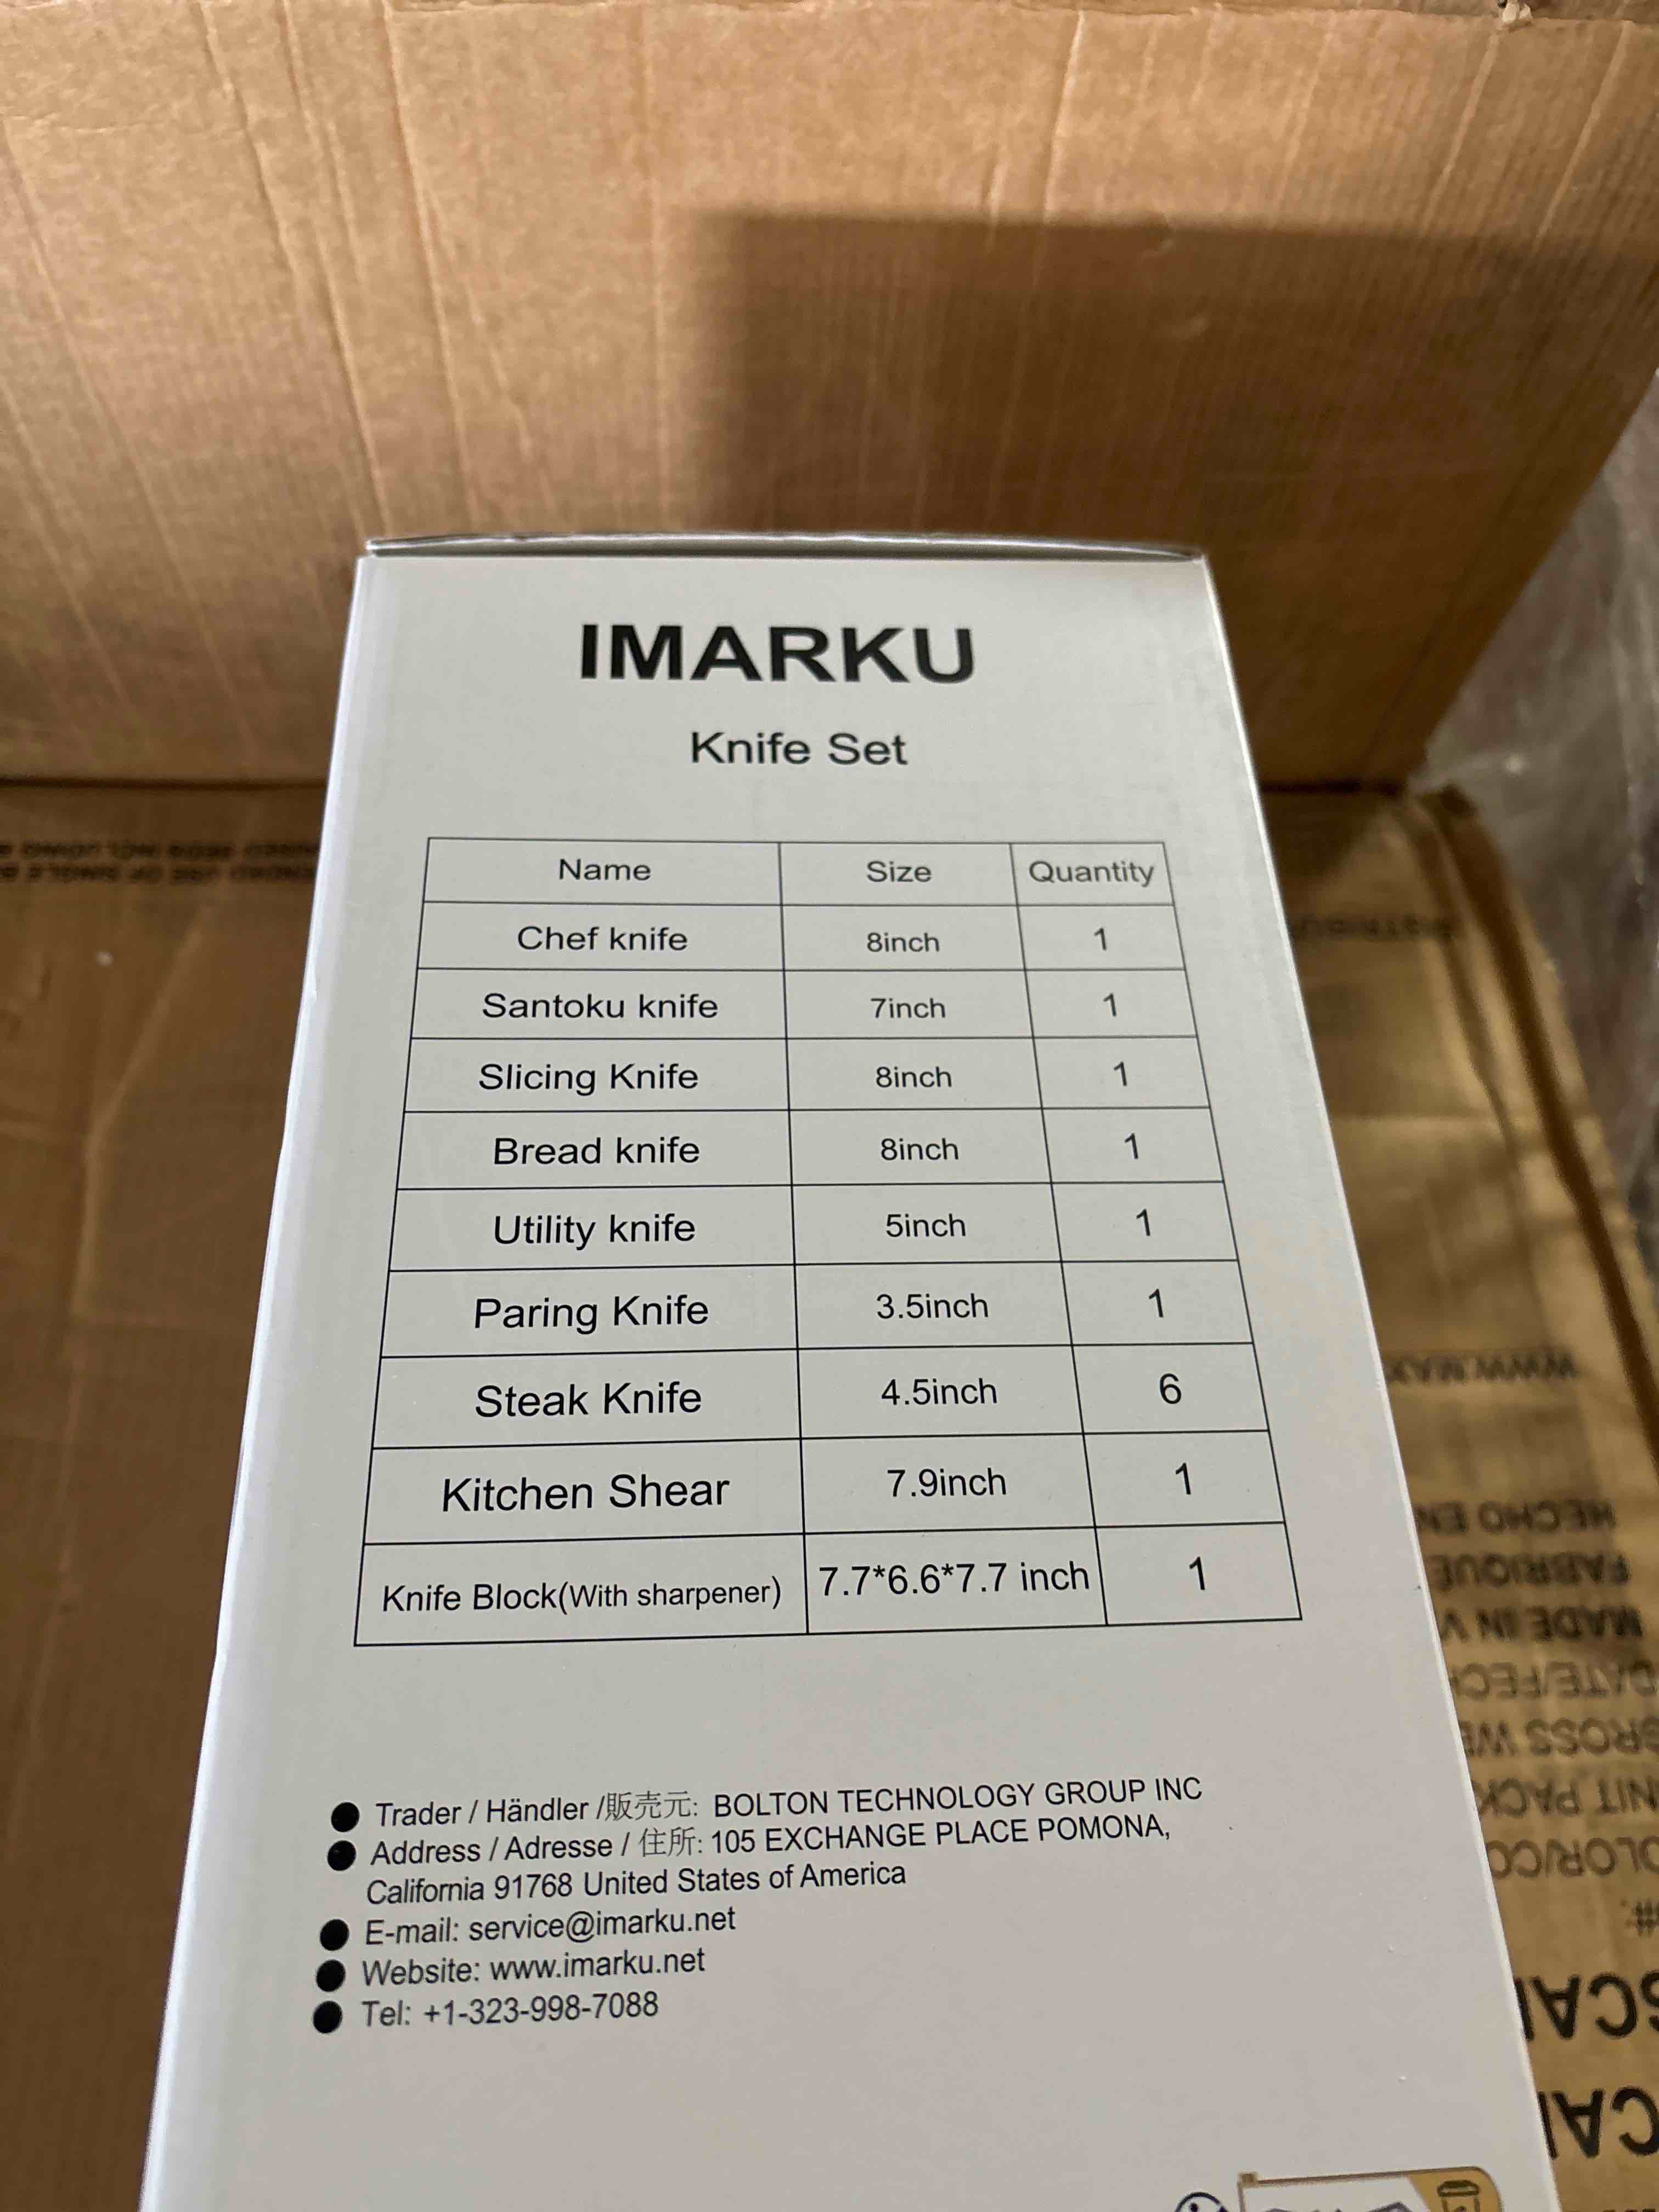 IMARKU
Knife Set
Name Size Quantity
Chef knife 8inch 1
Santoku knife 7inch 1
Slicing Knife 8inch 1
Bread knife 8inch 1
Utility knife 5inch 1
Paring Knife 3.5inch 1
Steak Knife 4.5inch 6
Kitchen Shear 7.9inch 1
Knife Block(With sharpener) 7.7*6.6*7.7 inch 1
● Trader / Händler /販売元: BOLTON TECHNOLOGY GROUP INC
● Address / Adresse / 住所: 105 EXCHANGE PLACE POMONA,
California 91768 United States of America
● E-mail: service@imarku.net
● Website: www.imarku.net
● Tel: +1-323-998-7088
HECHO EN
MADE IN